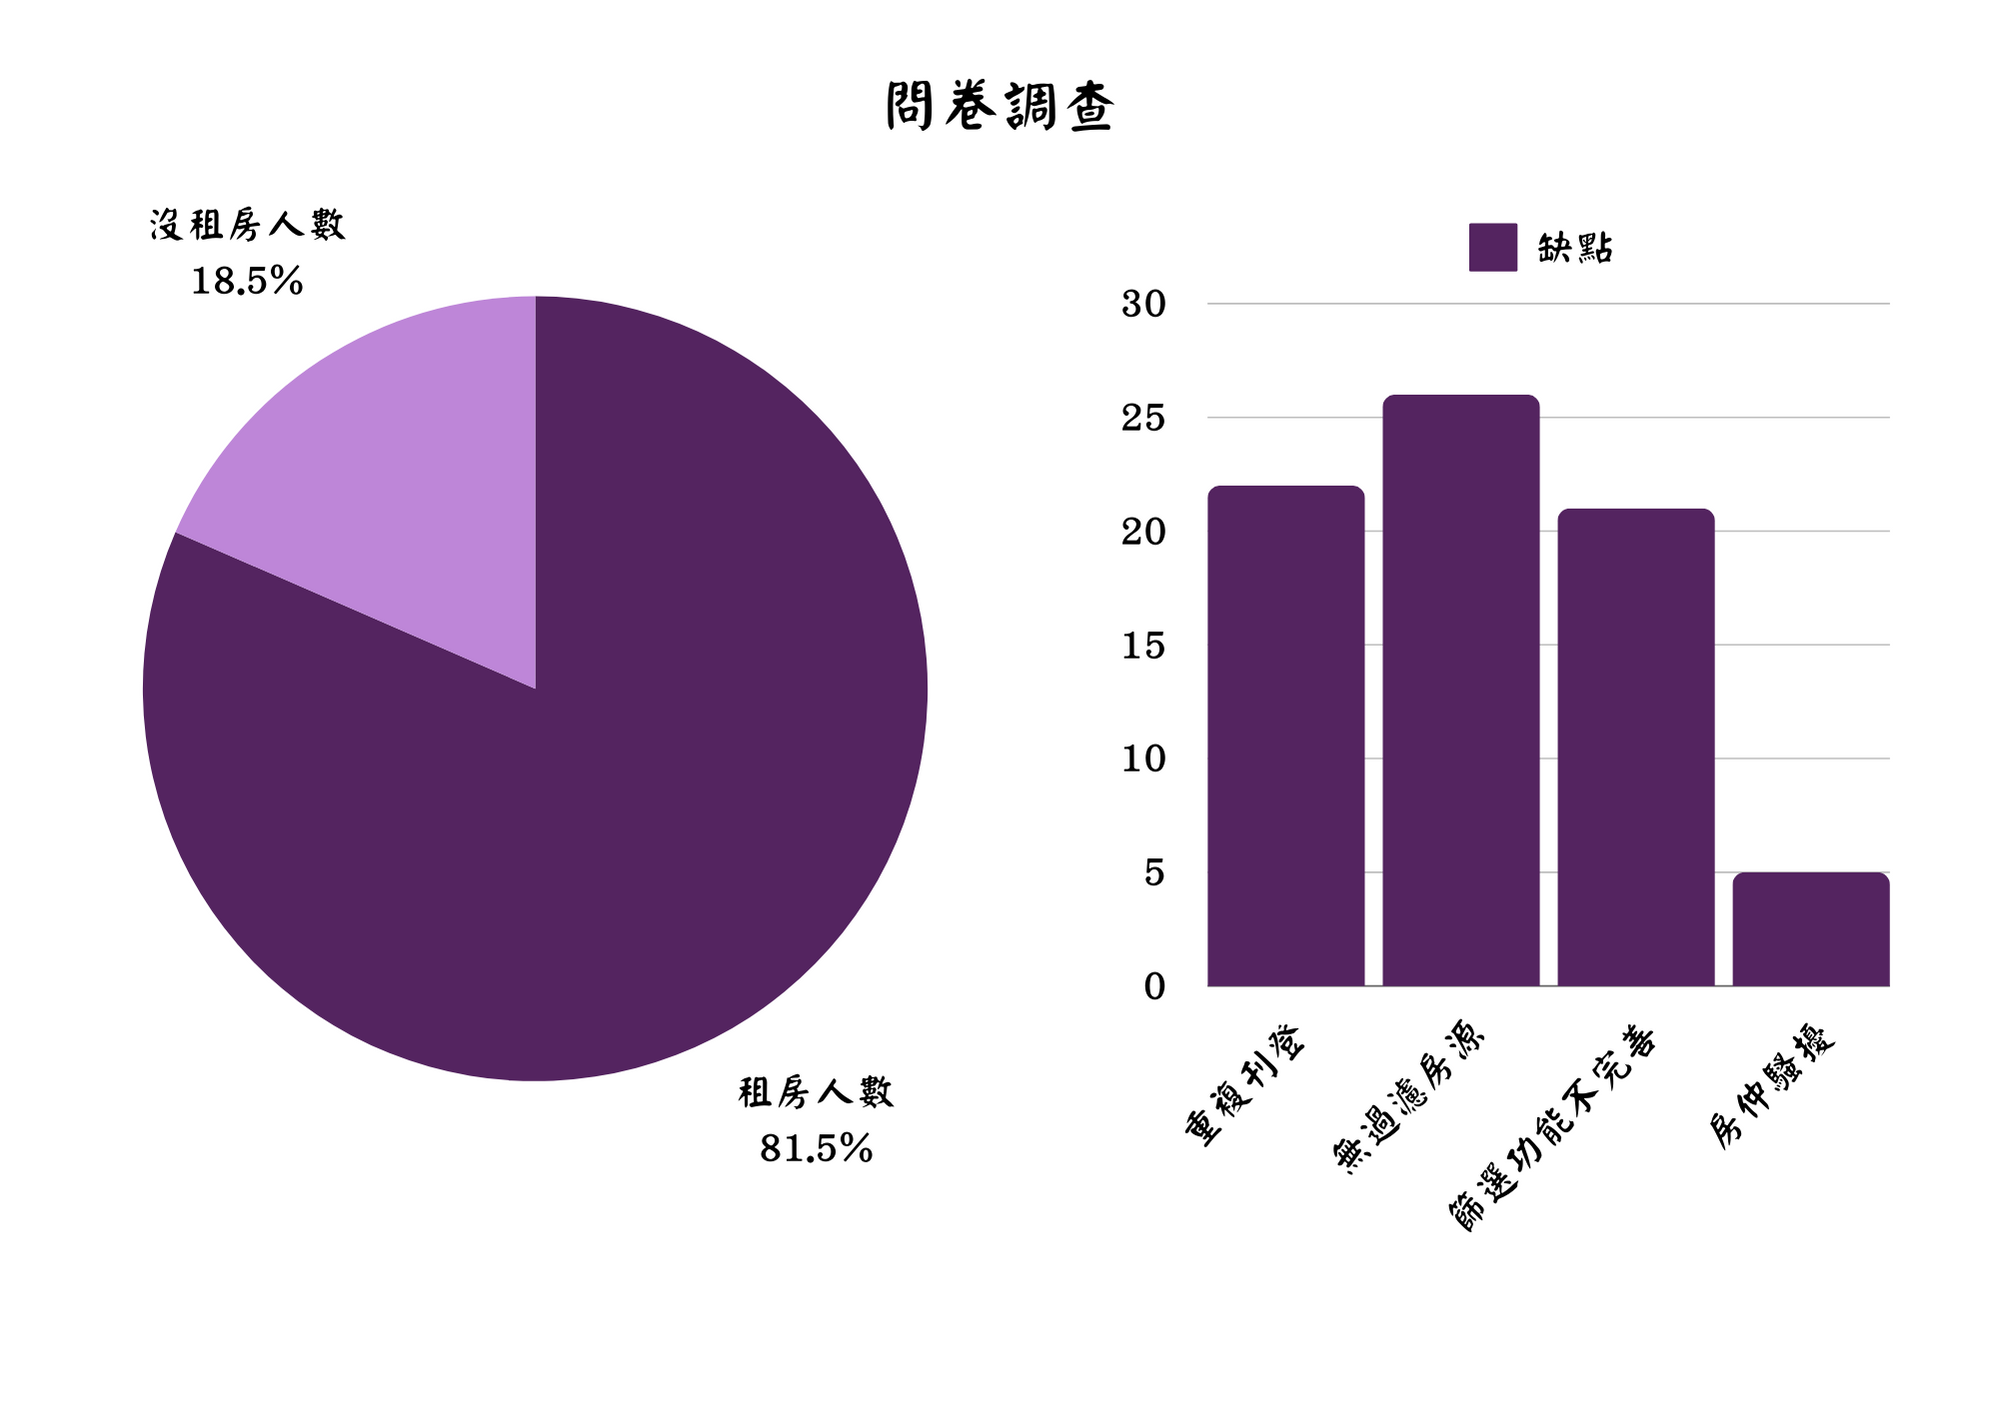 問卷調查
沒租房人數
18.5%
租房人數
81.5%
缺點
30
25
20
15
10
5
0
重複刊登
無過濾房源
篩選功能不完善
房仲騷擾